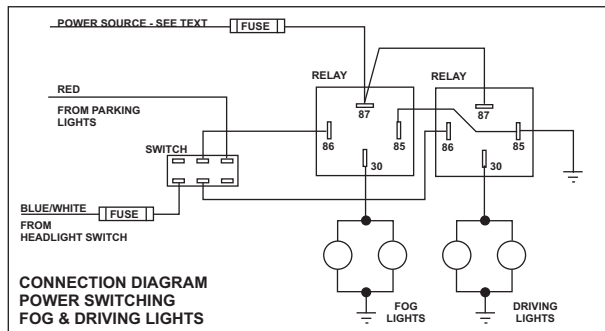 POWER SOURCE - SEE TEXT
FUSE
RELAY
RELAY
RED
FROM PARKING
LIGHTS
87
87
86
85
86
85
30
30
SWITCH
BLUE/WHITE
FUSE
FROM
HEADLIGHT SWITCH
CONNECTION DIAGRAM
POWER SWITCHING
FOG & DRIVING LIGHTS
FOG
LIGHTS
DRIVING
LIGHTS